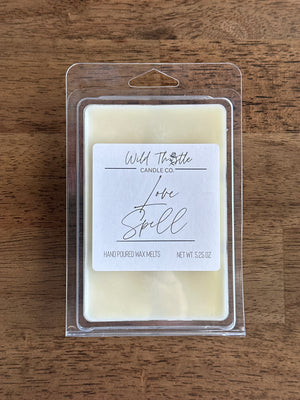 Wild Thistle
CANDLE CO.
Love
Spell
HAND POURED WAX MELTS NET WT. 5.25 OZ